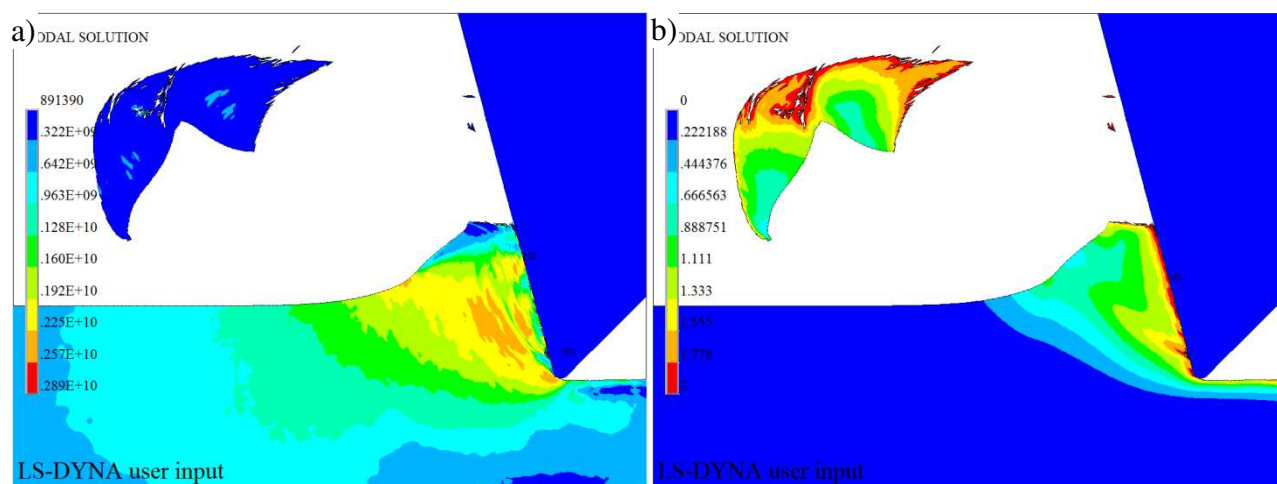 a)
ODAL SOLUTION
891390
.322E+09
.642E+09
.963E+09
.128E+10
.160E+10
.192E+10
.225E+10
.257E+10
.289E+10
LS-DYNA user input
b)
ODAL SOLUTION
0
.222188
.444376
.666563
.888751
1.111
1.333
1.555
1.778
LS-DYNA user input